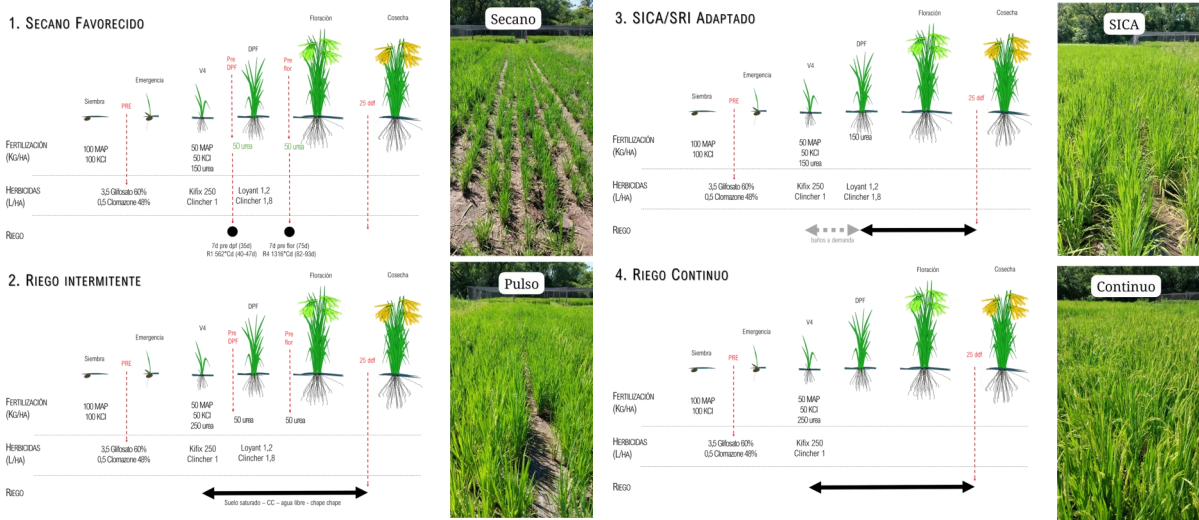 1. Secano Favorecido
Floración
Cosecha
Secano
Siembra
PRE
Emergencia
V4
Pre
DPF
DPF
Pre
flor
25 ddf
Fertilización
(Kg/ha)
100 MAP
100 KCl
50 MAP
50 KCl
150 urea
50 urea
50 urea
Herbicidas
(L/ha)
3,5 Glifosato 60%
0,5 Clomazone 48%
Kifix 250
Clincher 1
Loyant 1,2
Clincher 1,8
Riego
7d pre dpf (35d)
R1 562°Cd (40-47d)
7d pre flor (75d)
R4 1316°Cd (82-93d)
2. Riego intermitente
Floración
Cosecha
Pulso
Siembra
PRE
Emergencia
V4
Pre
DPF
DPF
Pre
flor
25 ddf
Fertilización
(Kg/ha)
100 MAP
100 KCl
50 MAP
50 KCl
250 urea
50 urea
50 urea
Herbicidas
(L/ha)
3,5 Glifosato 60%
0,5 Clomazone 48%
Kifix 250
Clincher 1
Loyant 1,2
Clincher 1,8
Riego
Suelo saturado – CC – agua libre - chape chape
3. SICA/SRI Adaptado
Floración
Cosecha
SICA
Siembra
PRE
Emergencia
V4
DPF
25 ddf
Fertilización
(Kg/ha)
100 MAP
100 KCl
50 MAP
50 KCl
150 urea
150 urea
Herbicidas
(L/ha)
3,5 Glifosato 60%
0,5 Clomazone 48%
Kifix 250
Clincher 1
Loyant 1,2
Clincher 1,8
Riego
baños a demanda
4. Riego Continuo
Floración
Cosecha
Continuo
Siembra
PRE
Emergencia
V4
DPF
25 ddf
Fertilización
(Kg/ha)
100 MAP
100 KCl
50 MAP
50 KCl
250 urea
Herbicidas
(L/ha)
3,5 Glifosato 60%
0,5 Clomazone 48%
Kifix 250
Clincher 1
Riego